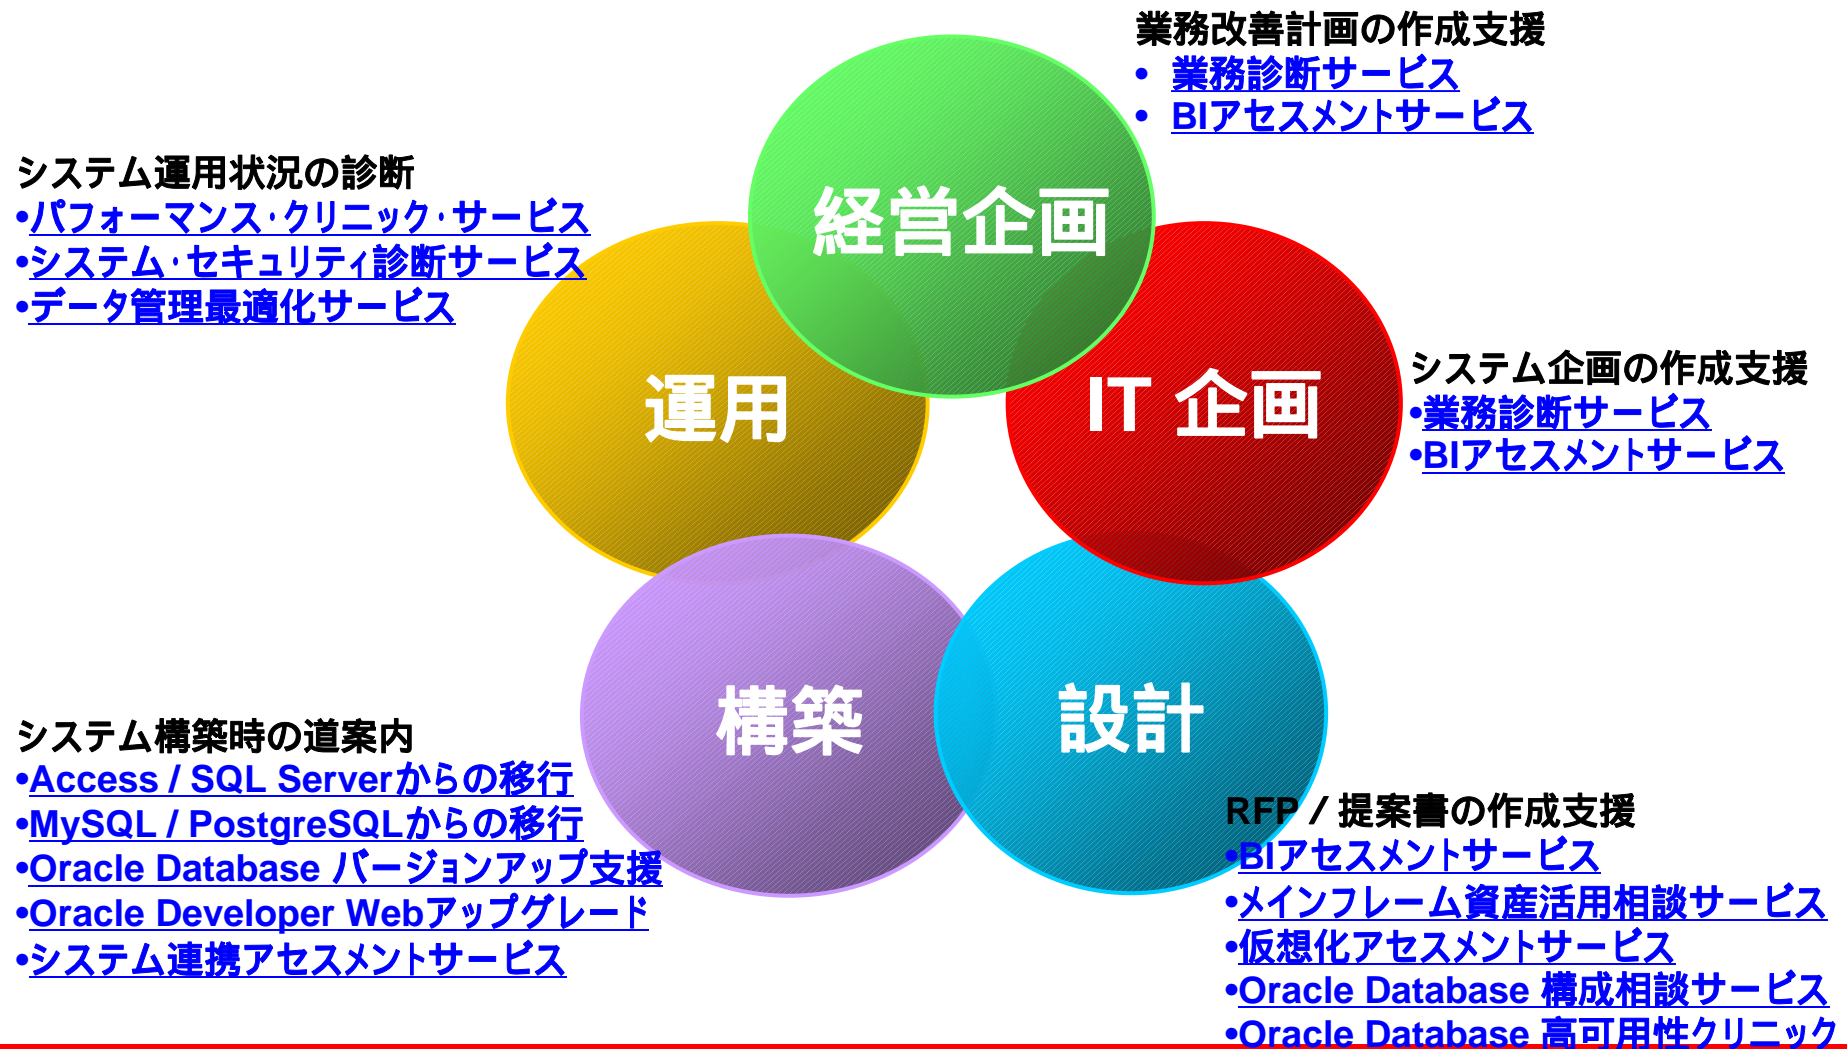 業務改善計画の作成支援
• 業務診断サービス
• BIアセスメントサービス
経営企画
システム運用状況の診断
•パフォーマンス・クリニック・サービス
•システム・セキュリティ診断サービス
•データ管理最適化サービス
運用
IT 企画
システム企画の作成支援
•業務診断サービス
•BIアセスメントサービス
構築
設計
システム構築時の道案内
•Access / SQL Serverからの移行
•MySQL / PostgreSQLからの移行
•Oracle Database バージョンアップ支援
•Oracle Developer Webアップグレード
•システム連携アセスメントサービス
RFP / 提案書の作成支援
•BIアセスメントサービス
•メインフレーム資産活用相談サービス
•仮想化アセスメントサービス
•Oracle Database 構成相談サービス
•Oracle Database 高可用性クリニック